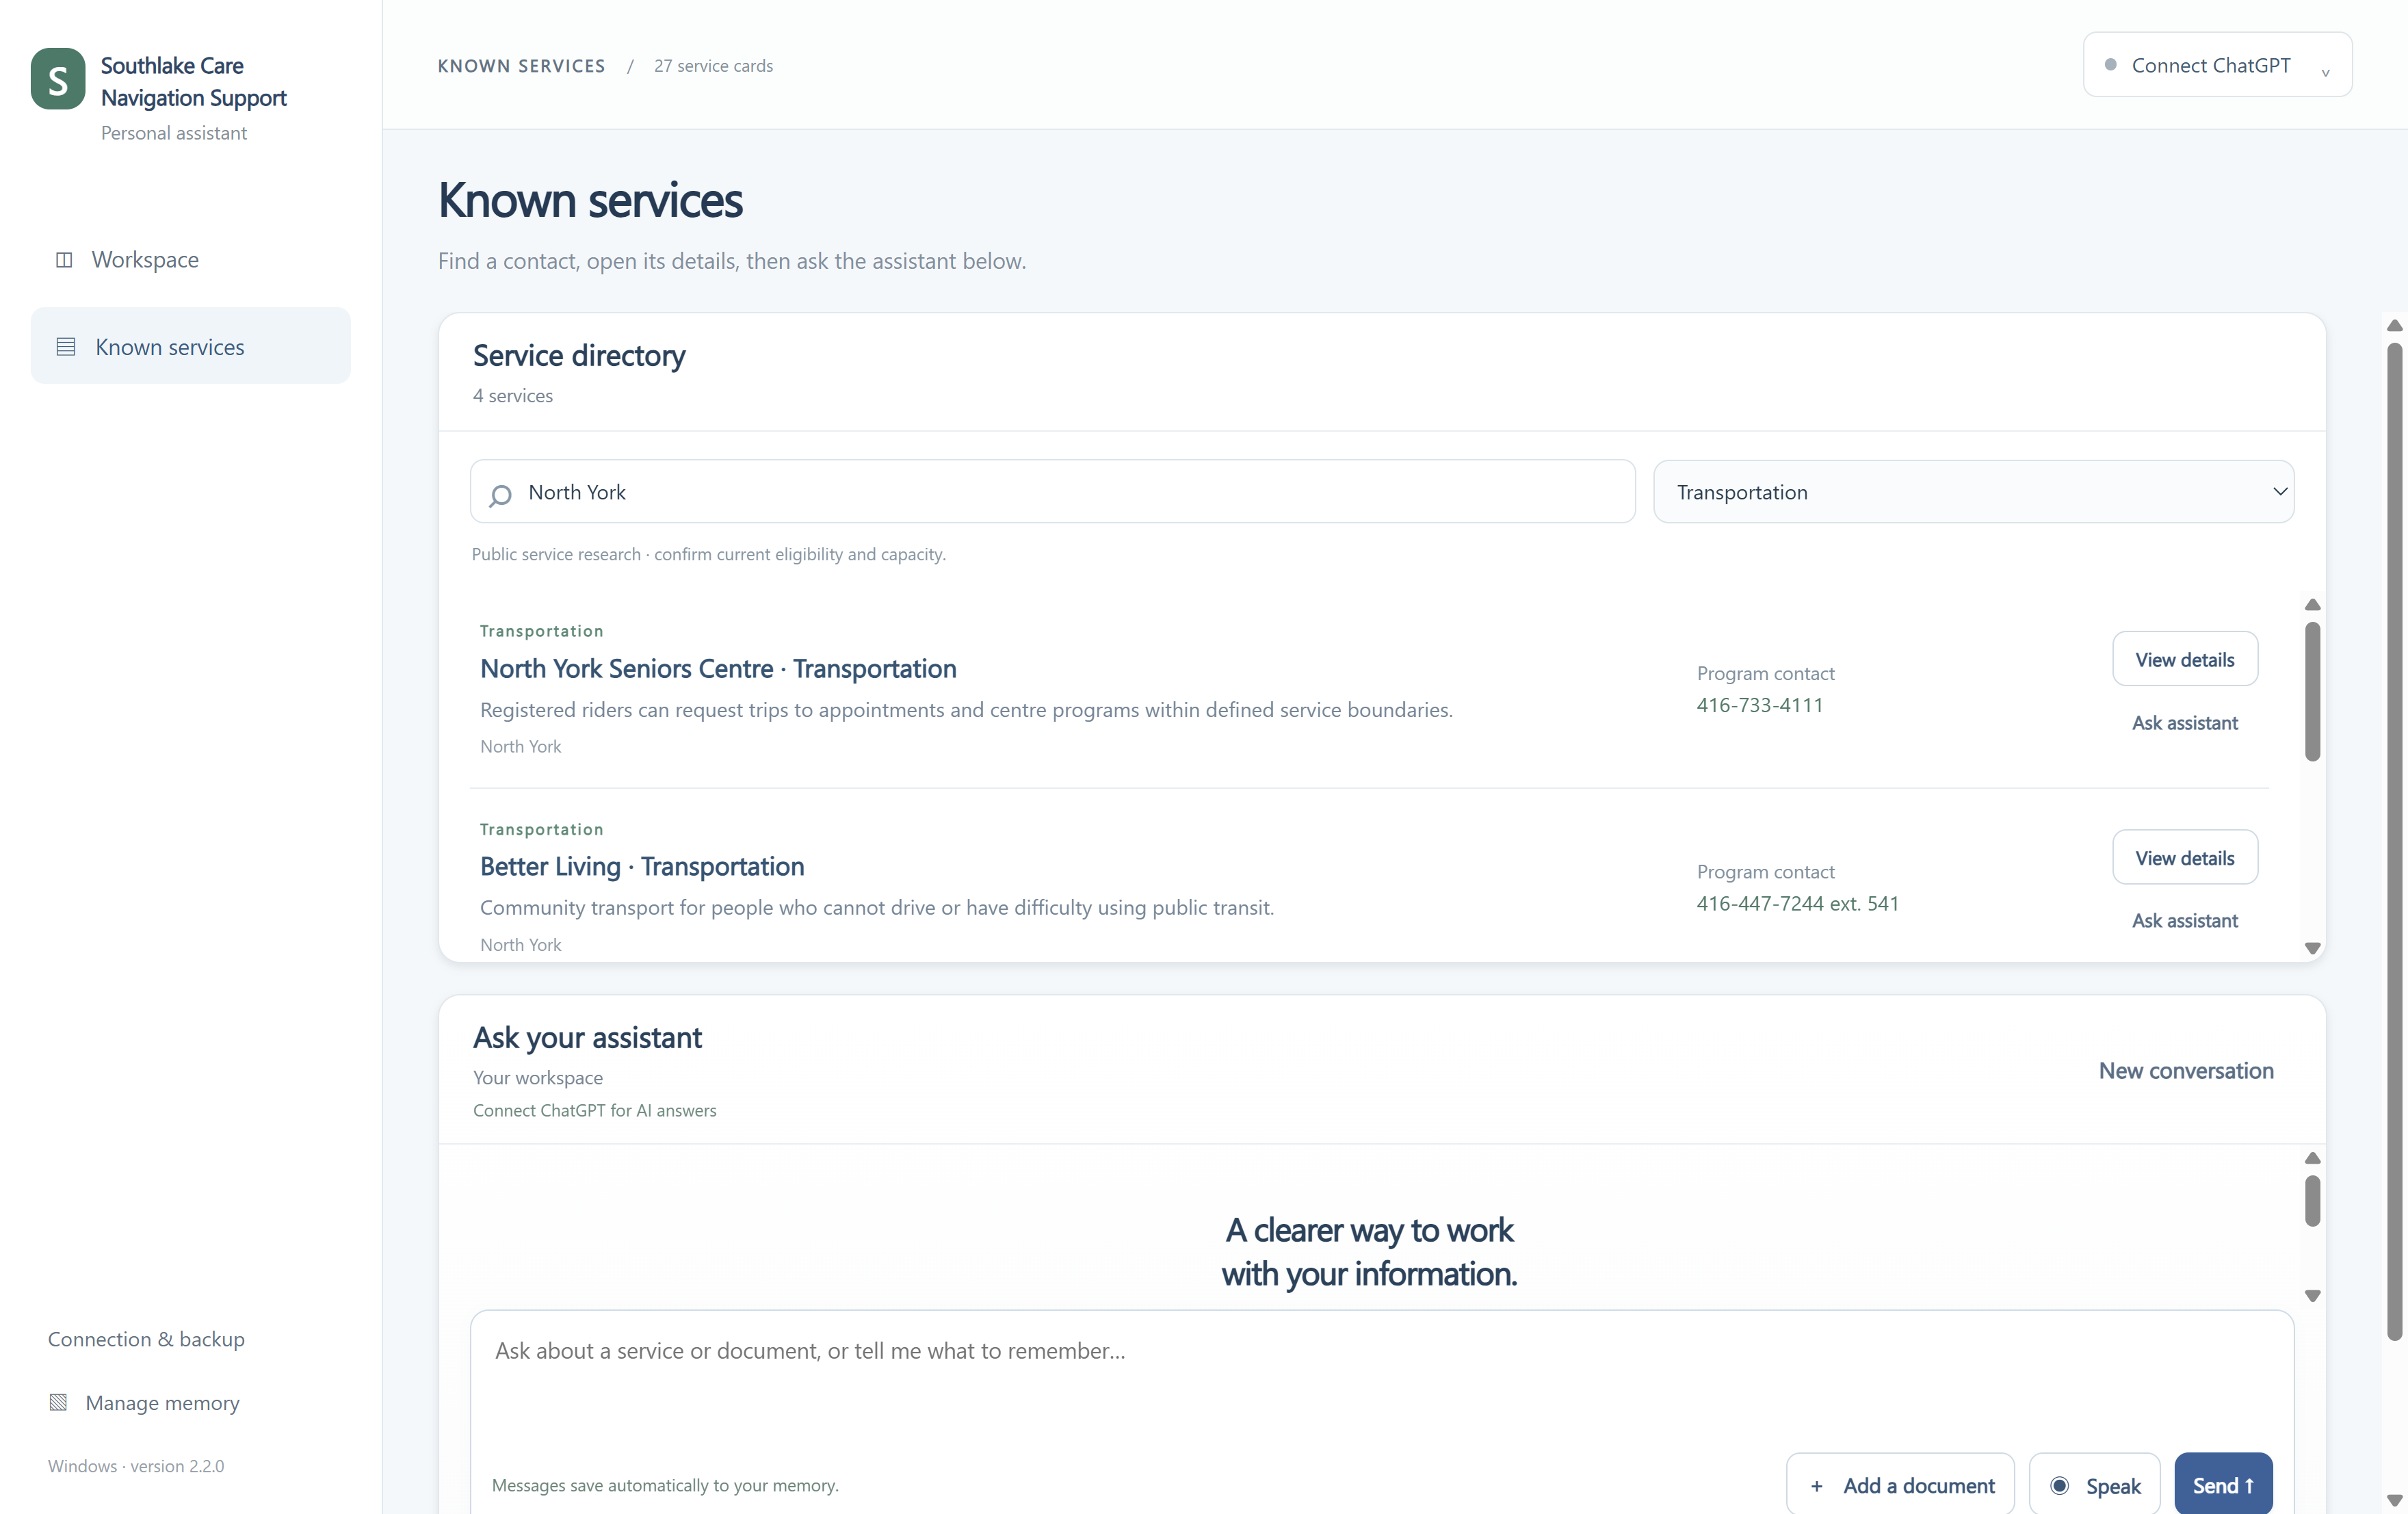 S
Southlake Care
Navigation Support
Personal assistant
Workspace
Known services
Connection & backup
Manage memory
Windows · version 2.2.0
KNOWN SERVICES / 27 service cards
Connect ChatGPT v
Known services
Find a contact, open its details, then ask the assistant below.
Service directory
4 services
North York
Transportation
Public service research · confirm current eligibility and capacity.
Transportation
North York Seniors Centre · Transportation
Registered riders can request trips to appointments and centre programs within defined service boundaries.
North York
Program contact
416-733-4111
View details
Ask assistant
Transportation
Better Living · Transportation
Community transport for people who cannot drive or have difficulty using public transit.
North York
Program contact
416-447-7244 ext. 541
View details
Ask assistant
Ask your assistant
Your workspace
Connect ChatGPT for AI answers
New conversation
A clearer way to work
with your information.
Ask about a service or document, or tell me what to remember...
Messages save automatically to your memory.
+ Add a document
Speak
Send ↑